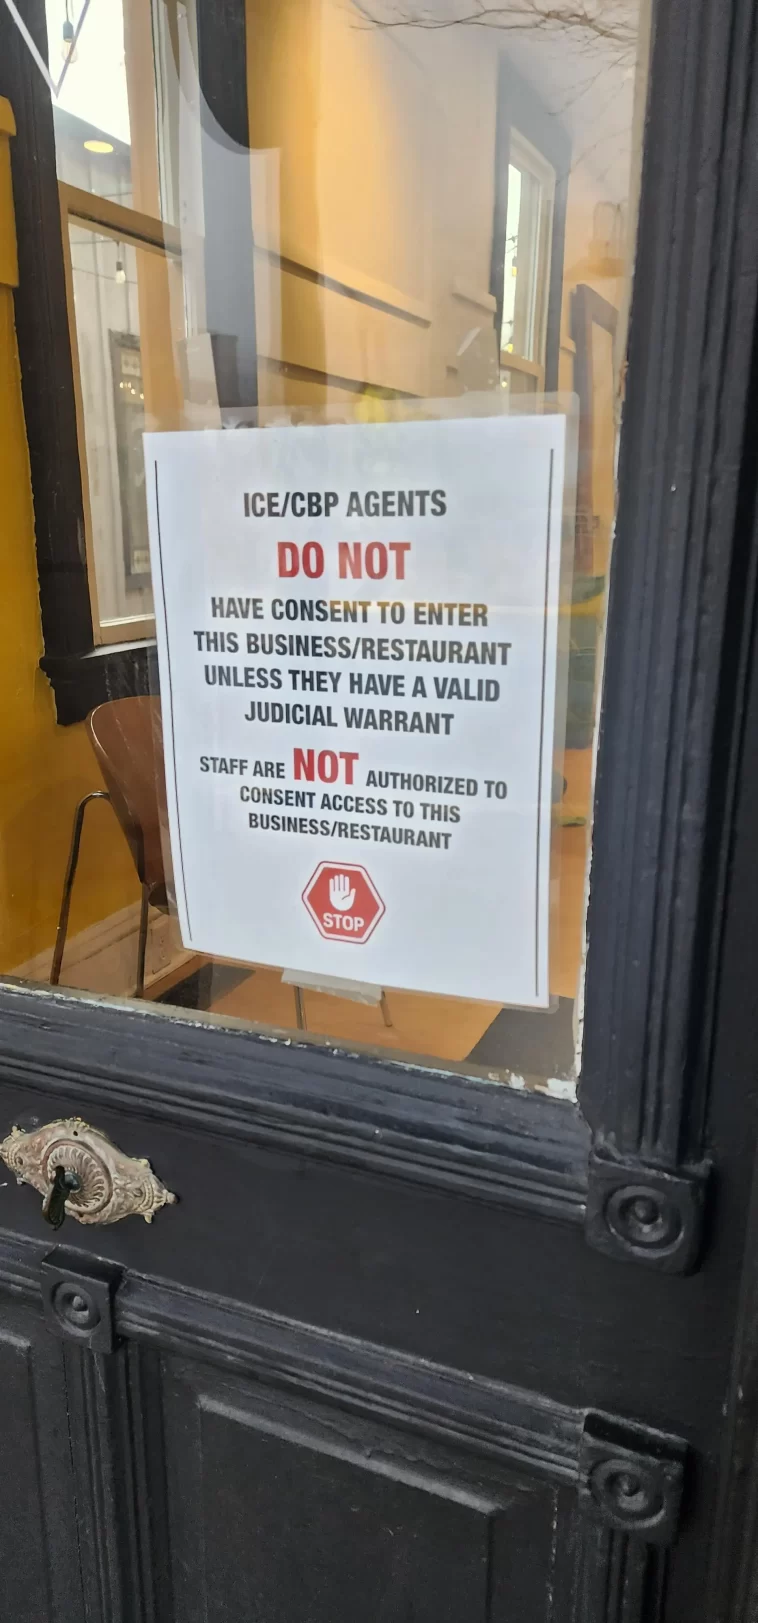 ICE/CBP AGENTS
DO NOT
HAVE CONSENT TO ENTER
THIS BUSINESS/RESTAURANT
UNLESS THEY HAVE A VALID
JUDICIAL WARRANT
STAFF ARE NOT AUTHORIZED TO
CONSENT ACCESS TO THIS
BUSINESS/RESTAURANT
STOP